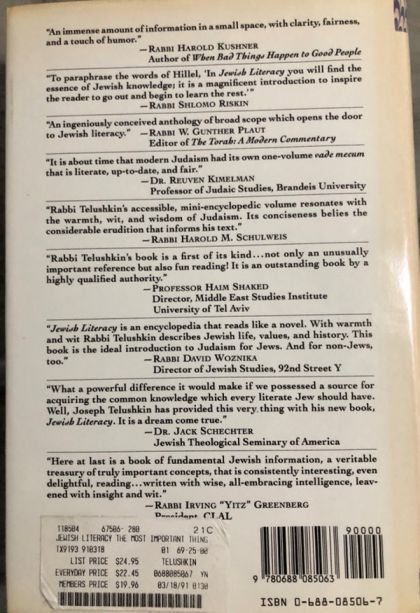 "An immense amount of information in a small space, with clarity, fairness,
and a touch of humor."
—RABBI HAROLD KUSHNER
Author of When Bad Things Happen to Good People
"To paraphrase the words of Hillel, 'In Jewish Literacy you will find the
essence of Jewish knowledge; it is a magnificent introduction to inspire
the reader to go out and begin to learn the rest.'"
—RABBI SHLOMO RISKIN
"An ingeniously conceived anthology of broad scope which opens the door
to Jewish literacy." —RABBI W. GUNTHER PLAUT
Editor of The Torah: A Modern Commentary
"It is about time that modern Judaism had its own one-volume vade mecum
that is literate, up-to-date, and fair."
—DR. REUVEN KIMELMAN
Professor of Judaic Studies, Brandeis University
"Rabbi Telushkin's accessible, mini-encyclopedic volume resonates with
the warmth, wit, and wisdom of Judaism. Its conciseness belies the
considerable erudition that informs his text."
—RABBI HAROLD M. SCHULWEIS
"Rabbi Telushkin's book is a first of its kind...not only an unusually
important reference but also fun reading! It is an outstanding book by a
highly qualified authority."
—PROFESSOR HAIM SHAKED
Director, Middle East Studies Institute
University of Tel Aviv
"Jewish Literacy is an encyclopedia that reads like a novel. With warmth
and wit Rabbi Telushkin describes Jewish life, values, and history. This
book is the ideal introduction to Judaism for Jews. And for non-Jews,
too."
—RABBI DAVID WOZNIKA
Director of Jewish Studies, 92nd Street Y
"What a powerful difference it would make if we possessed a source for
acquiring the common knowledge which every literate Jew should have.
Well, Joseph Telushkin has provided this very thing with his new book,
Jewish Literacy. It is a dream come true."
—DR. JACK SCHECHTER
Jewish Theological Seminary of America
"Here at last is a book of fundamental Jewish information, a veritable
treasury of truly important concepts, that is consistently interesting, even
delightful, reading...written with wise, all-embracing intelligence, leav-
ened with insight and wit."
—RABBI IRVING "YITZ" GREENBERG
President, CLAL
118504 67506- 280 21C
JEWISH LITERACY THE MOST IMPORTANT THING
TX9193 910318 01 69-25-00
LIST PRICE $24.95 TELUSHKIN
EVERYDAY PRICE $22.45 0688085067 YN
MEMBERS PRICE $19.96 03/18/91 0130
90000
9 780688 085063
ISBN 0-688-08506-7